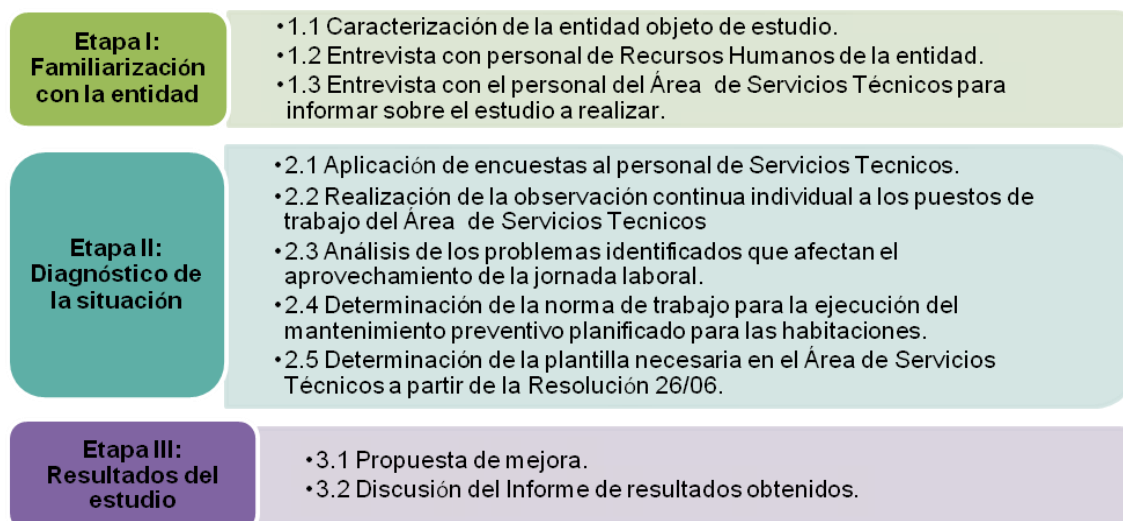 Etapa I:
Familiarización
con la entidad
•1.1 Caracterización de la entidad objeto de estudio.
•1.2 Entrevista con personal de Recursos Humanos de la entidad.
•1.3 Entrevista con el personal del Área de Servicios Técnicos para
informar sobre el estudio a realizar.
Etapa II:
Diagnóstico de
la situación
•2.1 Aplicación de encuestas al personal de Servicios Tecnicos.
•2.2 Realización de la observación continua individual a los puestos de
trabajo del Área de Servicios Tecnicos
•2.3 Análisis de los problemas identificados que afectan el
aprovechamiento de la jornada laboral.
•2.4 Determinación de la norma de trabajo para la ejecución del
mantenimiento preventivo planificado para las habitaciones.
•2.5 Determinación de la plantilla necesaria en el Área de Servicios
Técnicos a partir de la Resolución 26/06.
Etapa III:
Resultados del
estudio
•3.1 Propuesta de mejora.
•3.2 Discusión del Informe de resultados obtenidos.